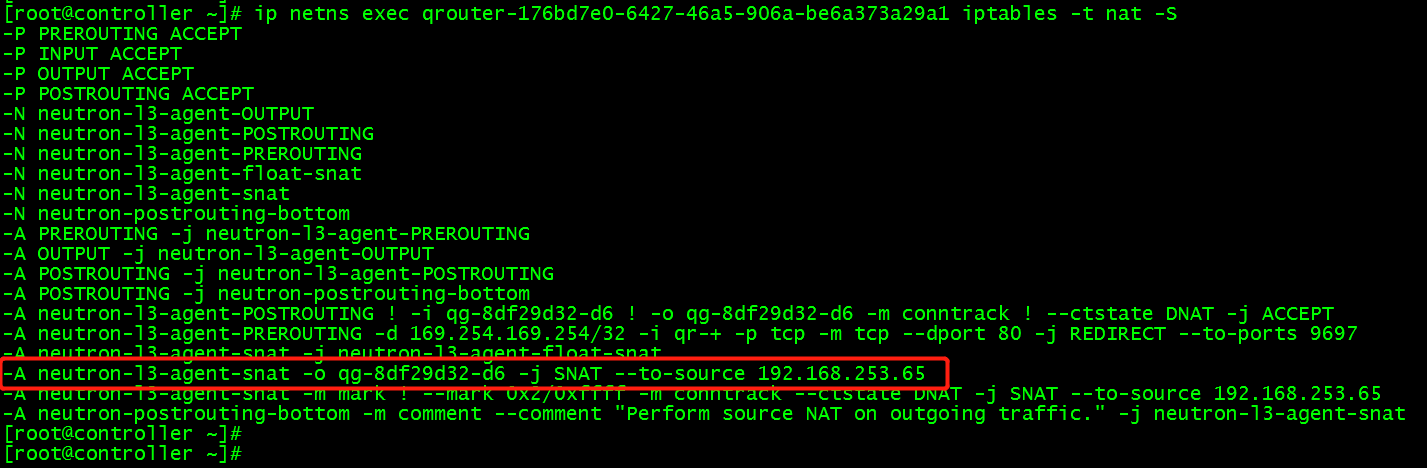 [root@controller ~]# ip netns exec qrouter-176bd7e0-6427-46a5-906a-be6a373a29a1 iptables -t nat -S
-P PREROUTING ACCEPT
-P INPUT ACCEPT
-P OUTPUT ACCEPT
-P POSTROUTING ACCEPT
-N neutron-l3-agent-OUTPUT
-N neutron-l3-agent-POSTROUTING
-N neutron-l3-agent-PREROUTING
-N neutron-l3-agent-float-snat
-N neutron-l3-agent-snat
-N neutron-postrouting-bottom
-A PREROUTING -j neutron-l3-agent-PREROUTING
-A OUTPUT -j neutron-l3-agent-OUTPUT
-A POSTROUTING -j neutron-l3-agent-POSTROUTING
-A POSTROUTING -j neutron-postrouting-bottom
-A neutron-l3-agent-POSTROUTING ! -i qg-8df29d32-d6 ! -o qg-8df29d32-d6 -m conntrack ! --ctstate DNAT -j ACCEPT
-A neutron-l3-agent-PREROUTING -d 169.254.169.254/32 -i qr-+ -p tcp -m tcp --dport 80 -j REDIRECT --to-ports 9697
-A neutron-l3-agent-snat -j neutron-l3-agent-float-snat
-A neutron-l3-agent-snat -o qg-8df29d32-d6 -j SNAT --to-source 192.168.253.65
-A neutron-l3-agent-snat -m mark ! --mark 0x2/0xffff -m conntrack --ctstate DNAT -j SNAT --to-source 192.168.253.65
-A neutron-postrouting-bottom -m comment --comment "Perform source NAT on outgoing traffic." -j neutron-l3-agent-snat
[root@controller ~]#
[root@controller ~]#